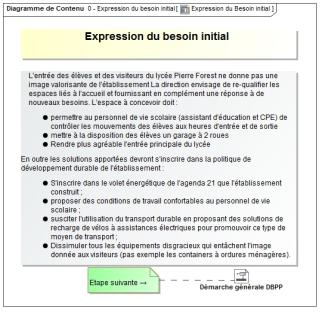 Diagramme de Contenu 0 - Expression du besoin initial [ Expression du Besoin initial ]
Expression du besoin initial
L'entrée des élèves et des visiteurs du lycée Pierre Forest ne donne pas une
image valorisante de l'établissement La direction envisage de re-qualifier les
espaces liés à l'accueil et fournissant en complément une réponse à de
nouveaux besoins. L'espace à concevoir doit :
● permettre au personnel de vie scolaire (assistant d'éducation et CPE) de
contrôler les mouvements des élèves aux heures d'entrée et de sortie
● mettre à la disposition des élèves un garage à 2 roues
● Rendre plus agréable l'entrée principale du lycée
En outre les solutions apportées devront s'inscrire dans la politique de
développement durable de l'établissement :
● S'inscrire dans le volet énergétique de l'agenda 21 que l'établissement
construit ;
● proposer des conditions de travail confortables au personnel de vie
scolaire ;
● susciter l'utilisation du transport durable en proposant des solutions de
recharge de vélos à assistances électriques pour promouvoir ce type de
moyen de transport ;
● Dissimuler tous les équipements disgracieux qui entâchent l'image
donnée aux visiteurs (pas exemple les containers à ordures ménagères).
Etape suivante →
Démarche générale DBPP